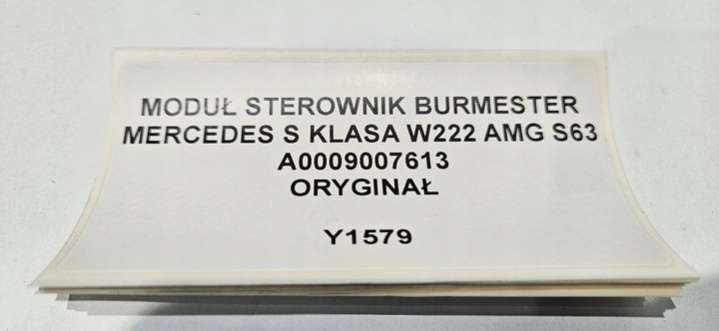 MODUŁ STEROWNIK BURMESTER
MERCEDES S KLASA W222 AMG S63
A0009007613
ORYGINAŁ
Y1579